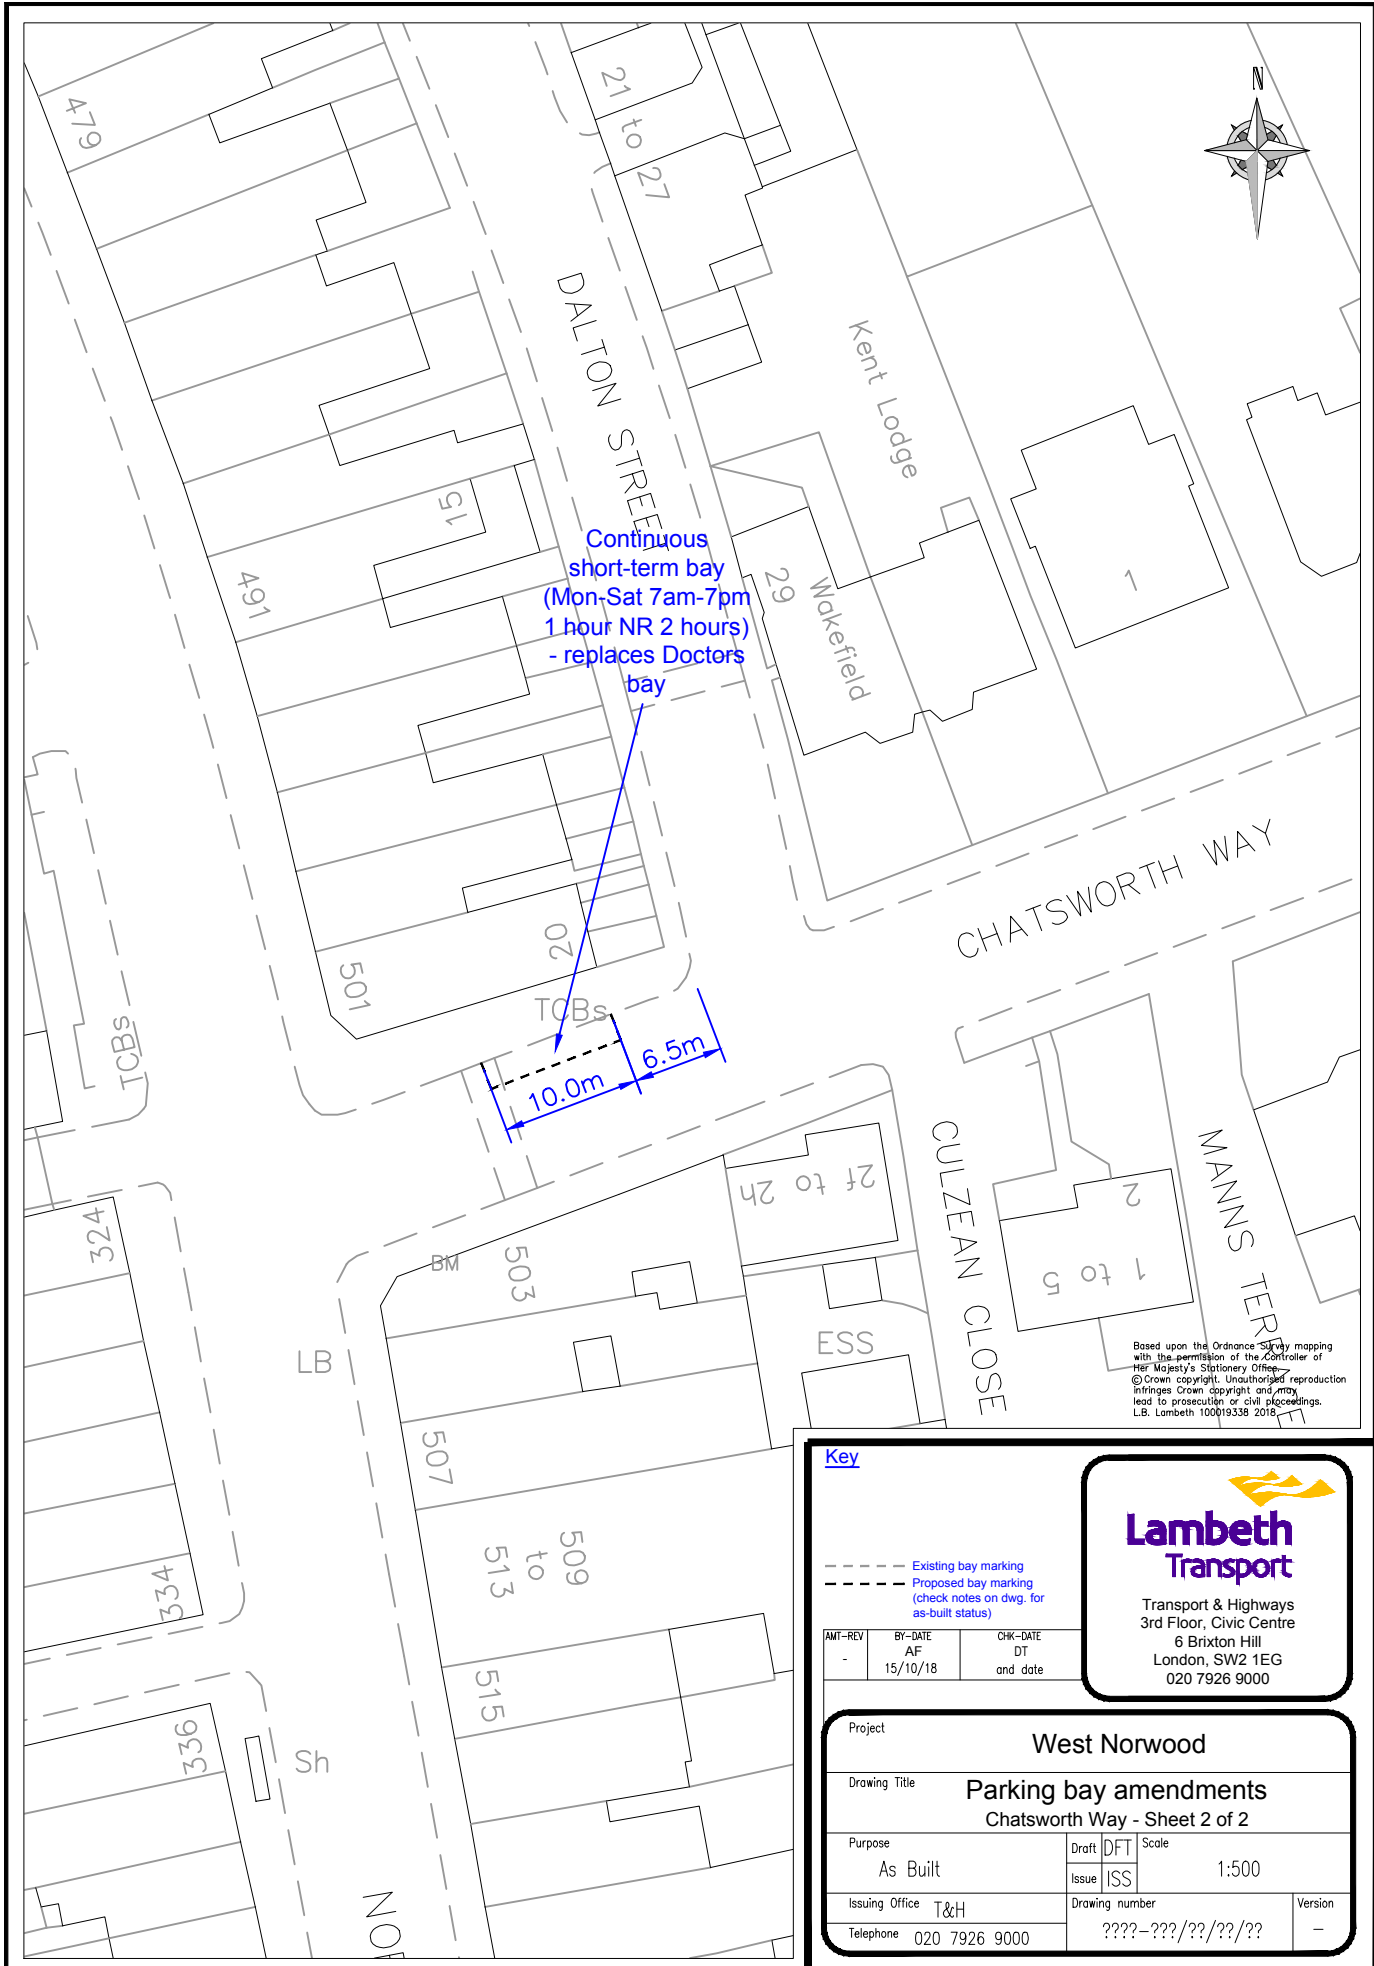 N
479
21 to 27
DALTON STREET
Kent Lodge
15
491
Continuous
short-term bay
(Mon-Sat 7am-7pm
1 hour NR 2 hours)
- replaces Doctors
bay
29
Wakefield
1
CHATSWORTH WAY
20
501
TCBs
TCBs
10.0m
6.5m
2f to 2h
CULZEAN CLOSE
MANNS TERRACE
2
1 to 5
324
BM
503
LB
ESS
507
509
to
513
334
515
336
Sh
NOR
Based upon the Ordnance Survey mapping
with the permission of the Controller of
Her Majesty's Stationery Office.
© Crown copyright. Unauthorised reproduction
infringes Crown copyright and may
lead to prosecution or civil proceedings.
L.B. Lambeth 100019338 2018
Key
Existing bay marking
Proposed bay marking
(check notes on dwg. for
as-built status)
AMT-REV BY-DATE CHK-DATE
- AF DT
15/10/18 and date
Lambeth
Transport
Transport & Highways
3rd Floor, Civic Centre
6 Brixton Hill
London, SW2 1EG
020 7926 9000
Project
West Norwood
Drawing Title
Parking bay amendments
Chatsworth Way - Sheet 2 of 2
Purpose
As Built
Draft DFT
Issue ISS
Scale
1:500
Issuing Office T&H
Telephone 020 7926 9000
Drawing number
????-???/??/??/??
Version
-